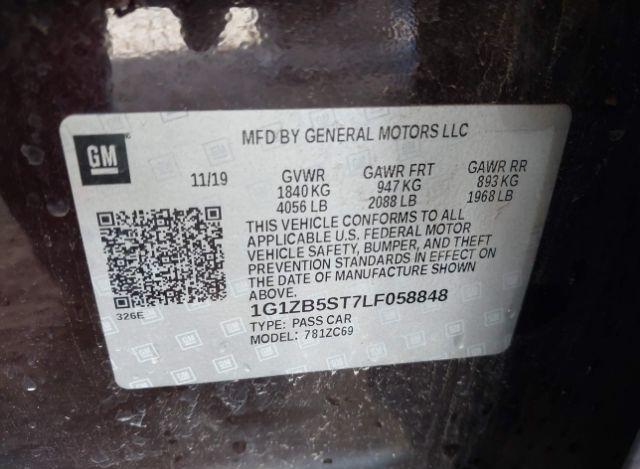 GM
MFD BY GENERAL MOTORS LLC
11/19 GVWR GAWR FRT GAWR RR
1840 KG 947 KG 893 KG
4056 LB 2088 LB 1968 LB
THIS VEHICLE CONFORMS TO ALL
APPLICABLE U.S. FEDERAL MOTOR
VEHICLE SAFETY, BUMPER, AND THEFT
PREVENTION STANDARDS IN EFFECT ON
THE DATE OF MANUFACTURE SHOWN
ABOVE.
326E
1G1ZB5ST7LF058848
TYPE: PASS CAR
MODEL: 781ZC69